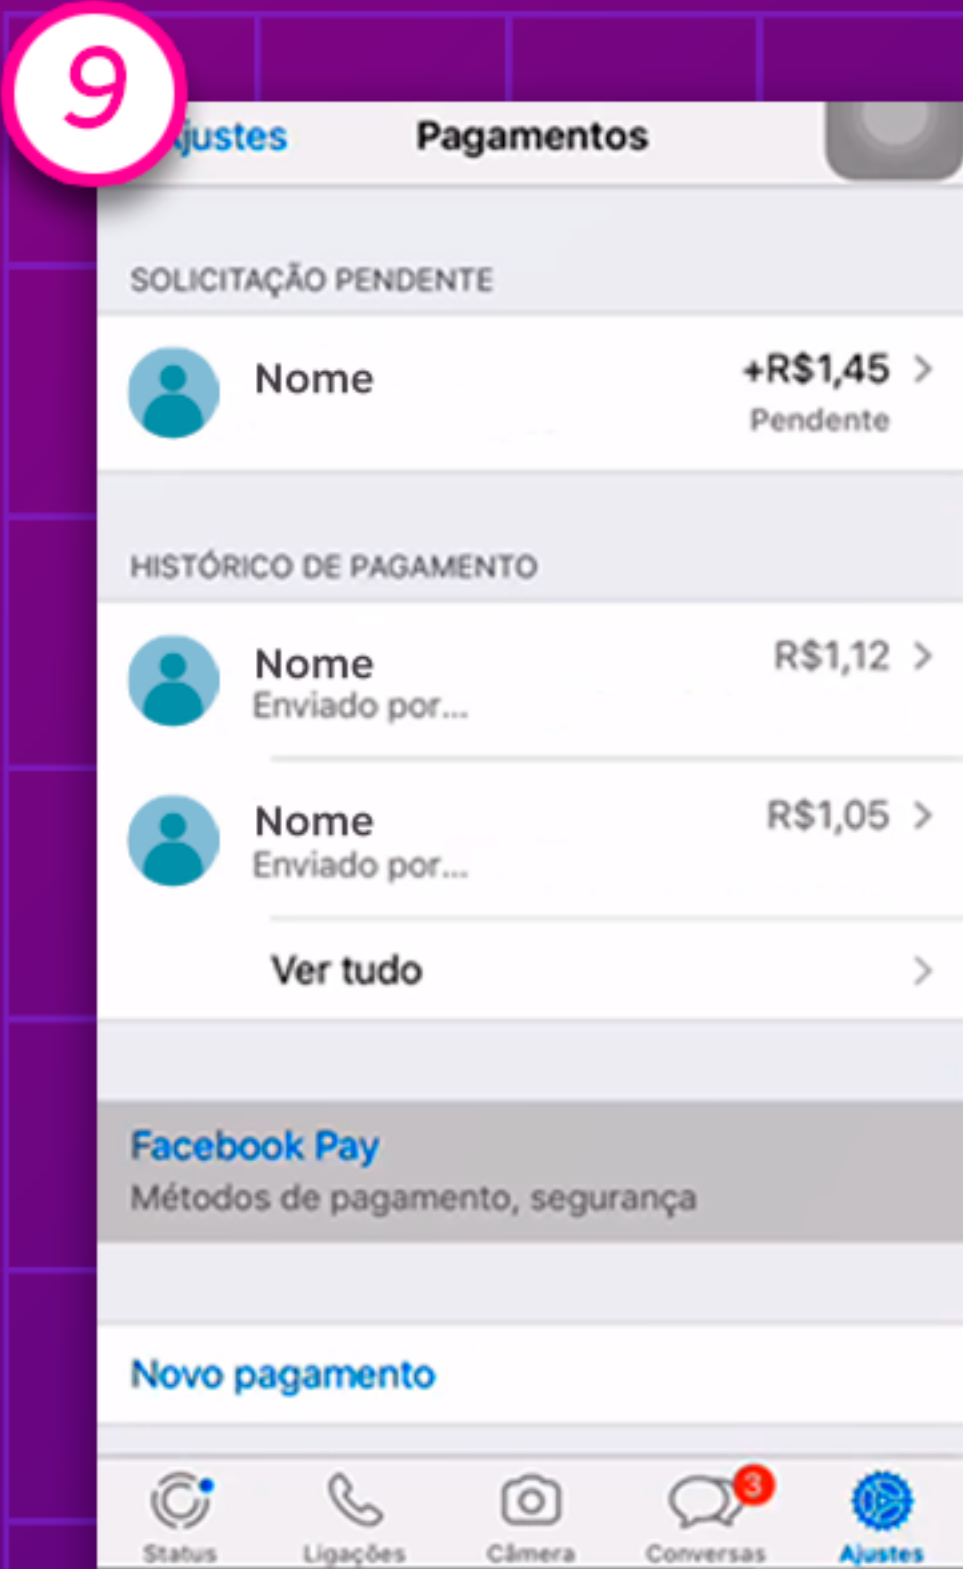 9
Ajustes
Pagamentos
SOLICITAÇÃO PENDENTE
Nome
+R$1,45
Pendente
HISTÓRICO DE PAGAMENTO
Nome
R$1,12
Enviado por...
Nome
R$1,05
Enviado por...
Ver tudo
Facebook Pay
Métodos de pagamento, segurança
Novo pagamento
3
Status
Ligações
Câmera
Conversas
Ajustes